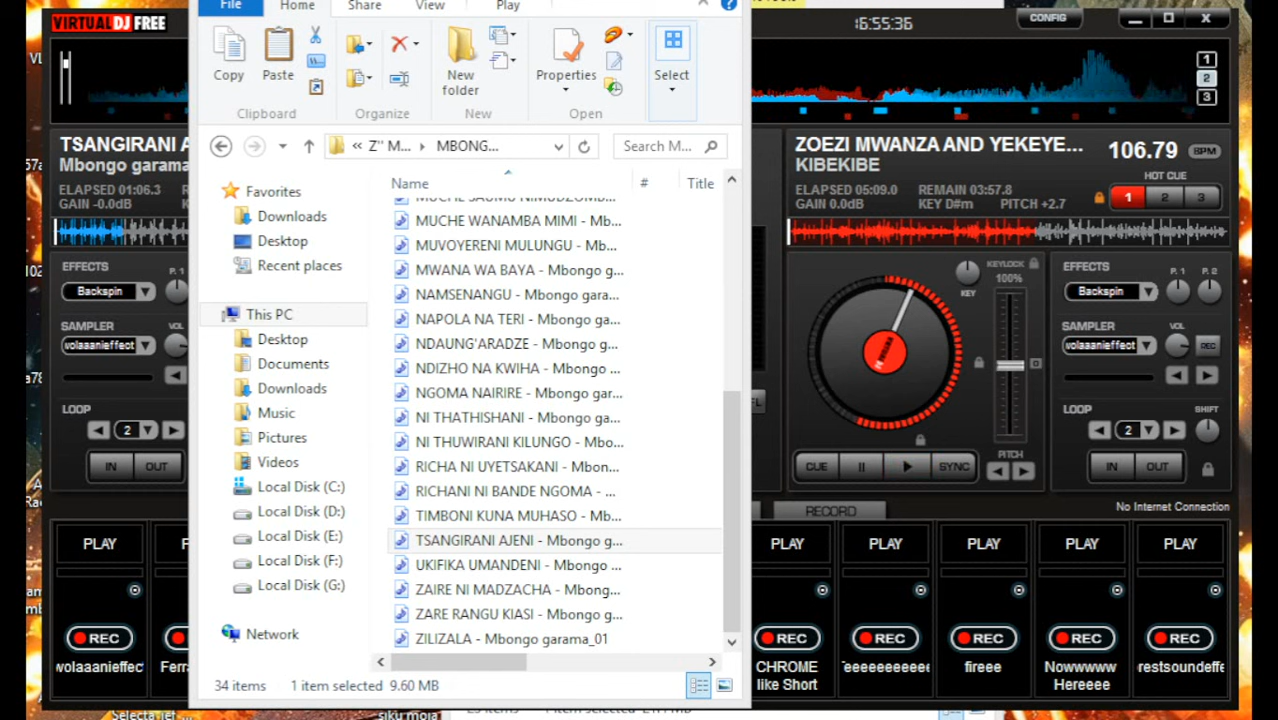 File Home Share View Play
Copy Paste New folder Properties Select
Clipboard Organize New Open
« Z" M... MBONG... Search M...
Name # Title
Favorites
Downloads
Desktop
Recent places
This PC
Desktop
Documents
Downloads
Music
Pictures
Videos
Local Disk (C:)
Local Disk (D:)
Local Disk (E:)
Local Disk (F:)
Local Disk (G:)
Network
MUCHE WANAMBA MIMI - Mb...
MUVOYERENI MULUNGU - Mb...
MWANA WA BAYA - Mbongo g...
NAMSENANGU - Mbongo gara...
NAPOLA NA TERI - Mbongo ga...
NDAUNG'ARADZE - Mbongo g...
NDIZHO NA KWIHA - Mbongo ...
NGOMA NAIRIRE - Mbongo gar...
NI THATHISHANI - Mbongo ga...
NI THUWIRANI KILUNGO - Mbo...
RICHA NI UYETSAKANI - Mbon...
RICHANI NI BANDE NGOMA - ...
TIMBONI KUNA MUHASO - Mb...
TSANGIRANI AJENI - Mbongo g...
UKIFIKA UMANDENI - Mbongo ...
ZAIRE NI MADZACHA - Mbong...
ZARE RANGU KIASI - Mbongo g...
ZILIZALA - Mbongo garama_01
34 items 1 item selected 9.60 MB
VIRTUAL DJ FREE
TSANGIRANI A
Mbongo garama
ELAPSED 01:06.3
GAIN -0.0dB
EFFECTS P. 1
Backspin
SAMPLER VOL
volaaanieffect
LOOP
2
IN OUT
PLAY
REC
volaaanieffec
16:55:36
CONFIG
1
2
3
ZOEZI MWANZA AND YEKEYE...
KIBEKIBE
106.79 BPM
HOT CUE
1 2 3
ELAPSED 05:09.0 REMAIN 03:57.8
GAIN 0.0dB KEY D#m PITCH +2.7
KEYLOCK
100%
KEY
EFFECTS P. 1 P. 2
Backspin
SAMPLER VOL
volaaanieffect REC
LOOP SHIFT
2
CUE SYNC PITCH IN OUT
RECORD
No Internet Connection
PLAY PLAY PLAY PLAY PLAY
REC REC REC REC REC
CHROME like Short
fireee
Nowwwww Hereeee
restsoundeffe